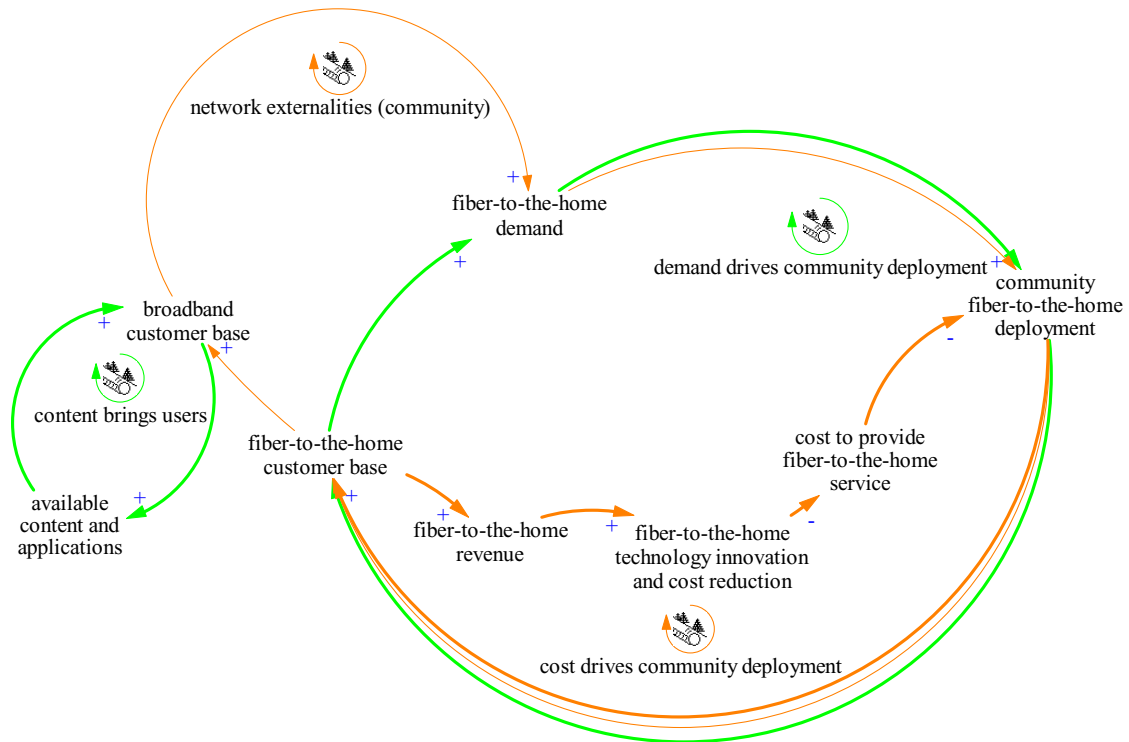 network externalities (community)
+
fiber-to-the-home
demand
+
demand drives community deployment
+
community
fiber-to-the-home
deployment
-
broadband
customer base
+
+
content brings users
+
available
content and
applications
fiber-to-the-home
customer base
+
+
fiber-to-the-home
revenue
+
fiber-to-the-home
technology innovation
and cost reduction
-
cost to provide
fiber-to-the-home
service
cost drives community deployment